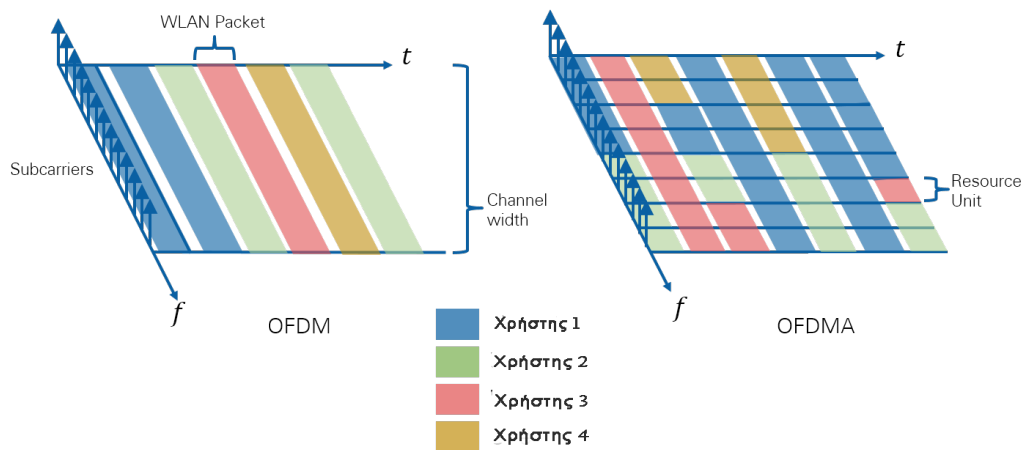 WLAN Packet
t
t
Subcarriers
Channel
width
Resource
Unit
f
f
OFDM
OFDMA
Χρήστης 1
Χρήστης 2
Χρήστης 3
Χρήστης 4